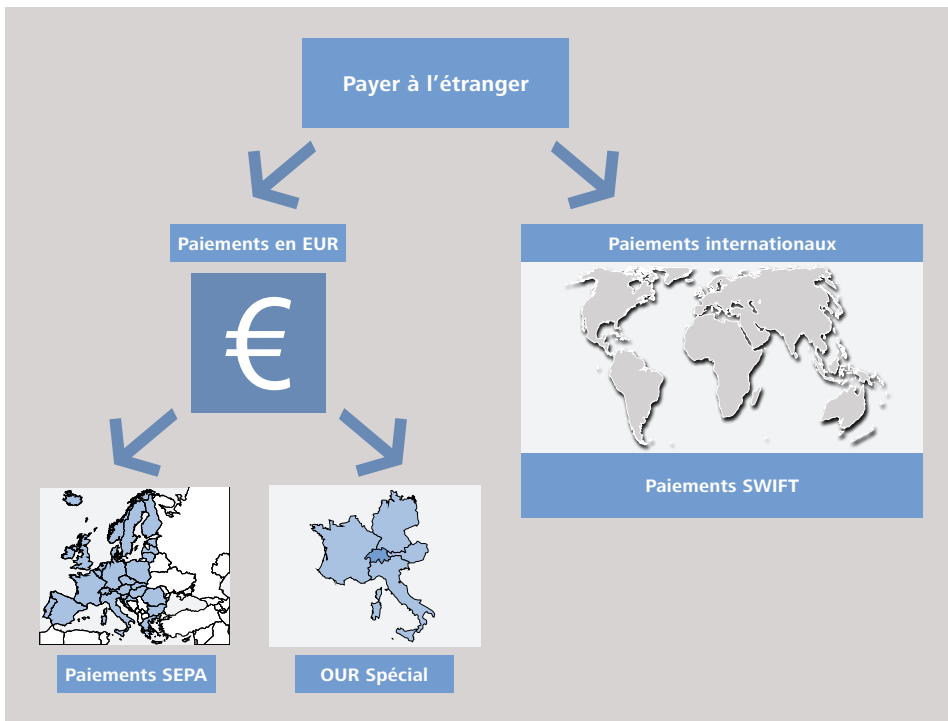 Payer à l’étranger
Paiements en EUR
Paiements internationaux
€
Paiements SWIFT
Paiements SEPA
OUR Spécial